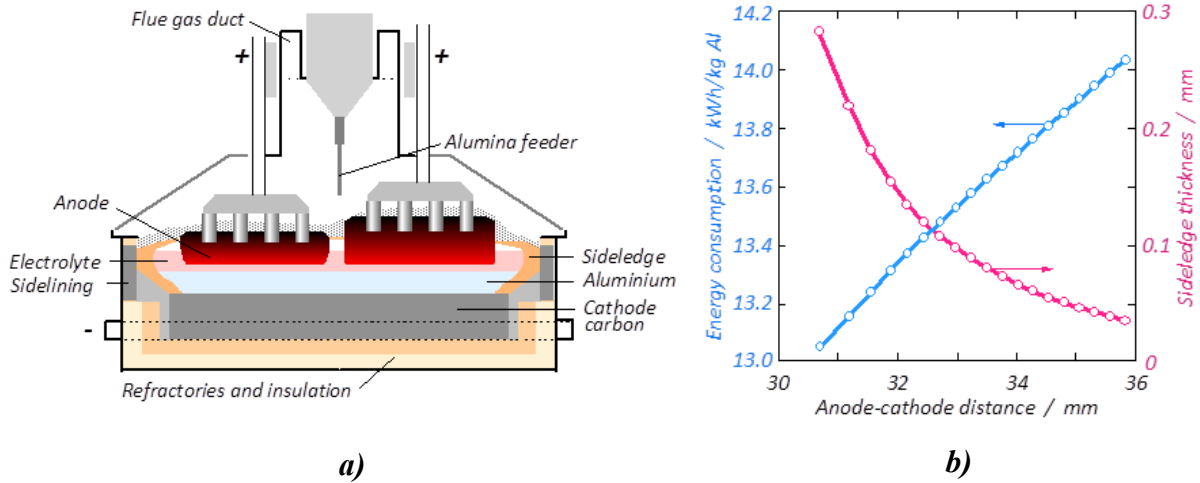 Flue gas duct
+
+
Alumina feeder
Anode
Electrolyte
Sidelining
Sideledge
Aluminium
Cathode
carbon
-
Refractories and insulation
a)
14.2
14.0
13.8
13.6
13.4
13.2
13.0
Energy consumption / kWh/kg Al
0.3
0.2
0.1
0
Sideledge thickness / mm
30
32
34
36
Anode-cathode distance / mm
b)